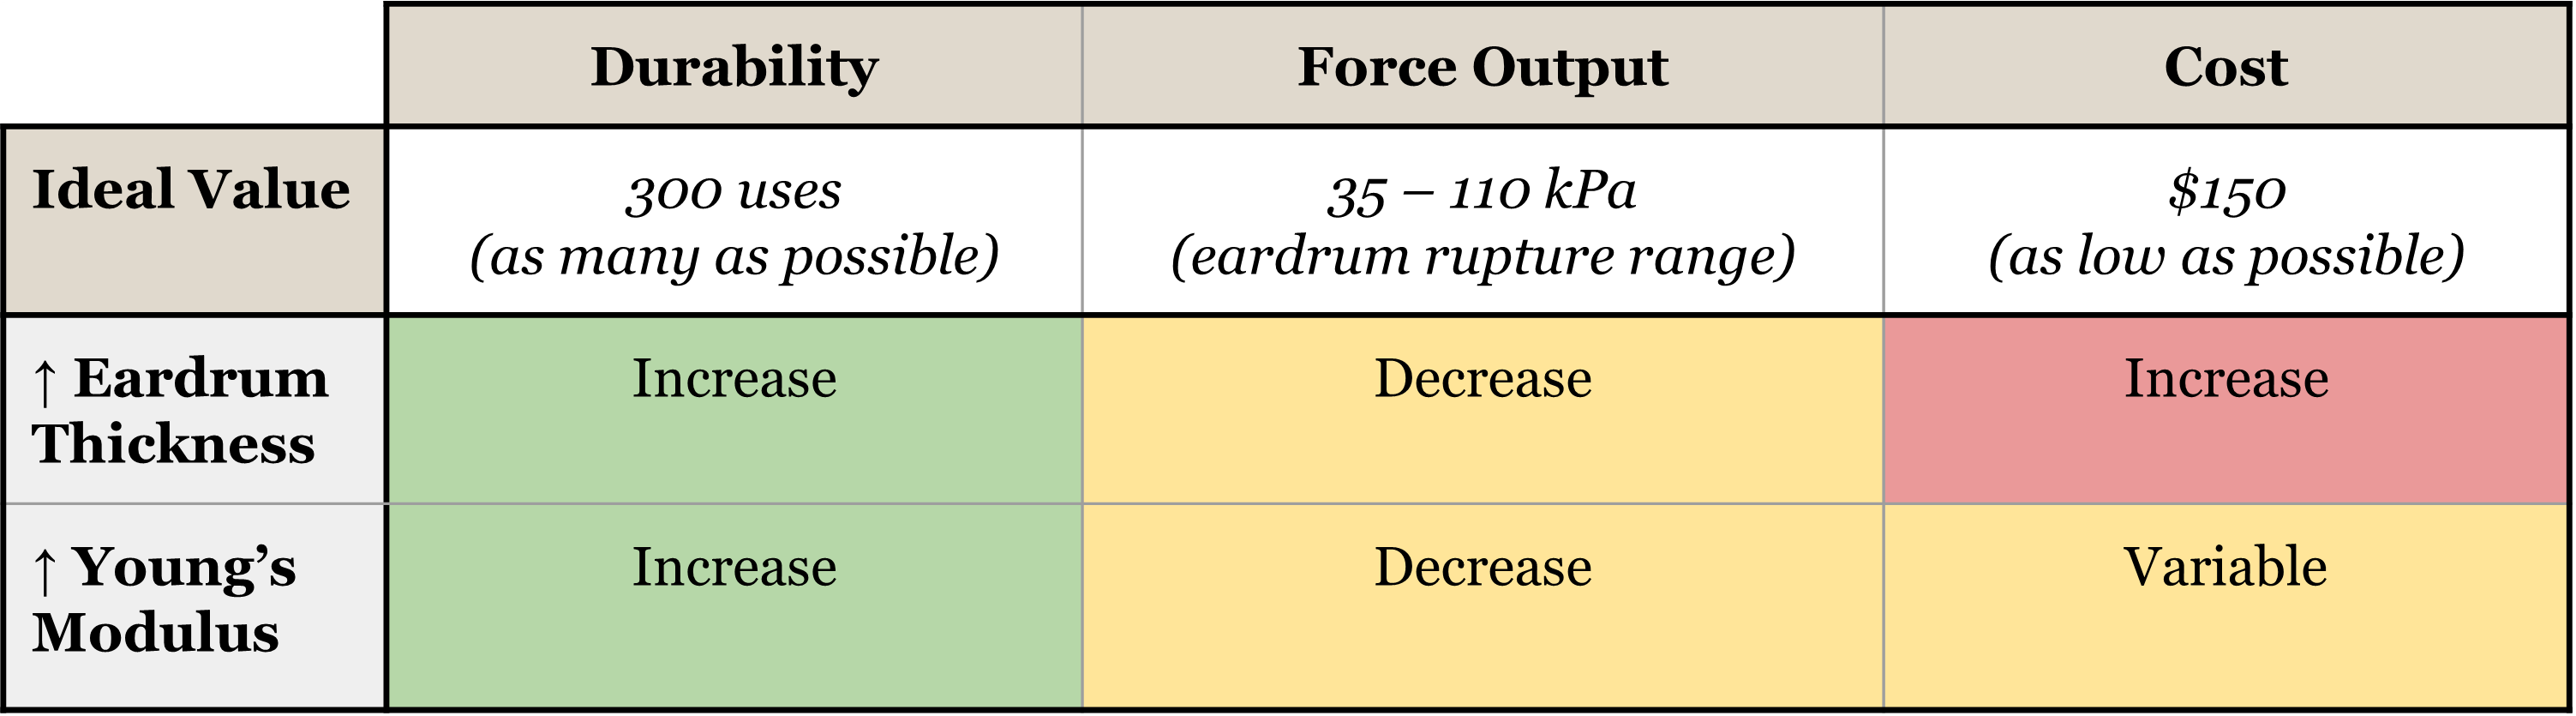 Durability Force Output Cost
Ideal Value 300 uses 35 – 110 kPa $150
(as many as possible) (eardrum rupture range) (as low as possible)
↑ Eardrum Increase Decrease Increase
Thickness
↑ Young’s Increase Decrease Variable
Modulus